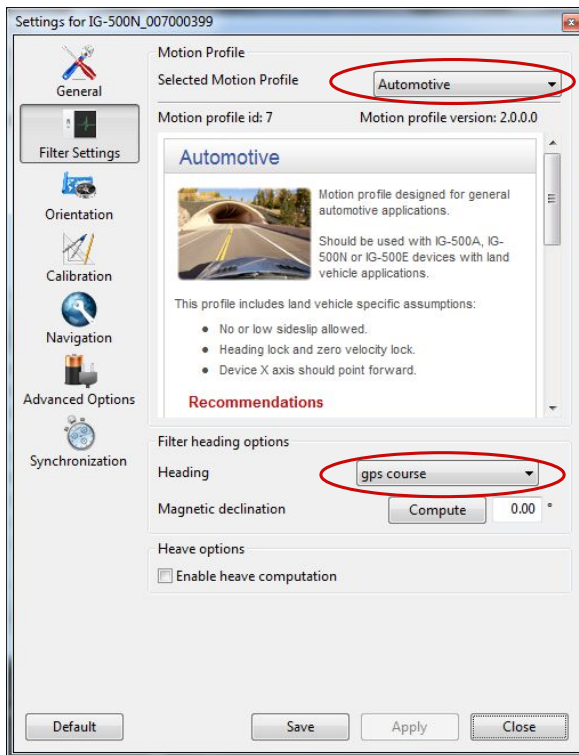 Settings for IG-500N_007000399
General
Filter Settings
Orientation
Calibration
Navigation
Advanced Options
Synchronization
Motion Profile
Selected Motion Profile
Automotive
Motion profile id: 7
Motion profile version: 2.0.0.0
Automotive
Motion profile designed for general
automotive applications.
Should be used with IG-500A, IG-
500N or IG-500E devices with land
vehicle applications.
This profile includes land vehicle specific assumptions:
• No or low sideslip allowed.
• Heading lock and zero velocity lock.
• Device X axis should point forward.
Recommendations
Filter heading options
Heading
gps course
Magnetic declination
Compute
0.00 °
Heave options
Enable heave computation
Default
Save
Apply
Close